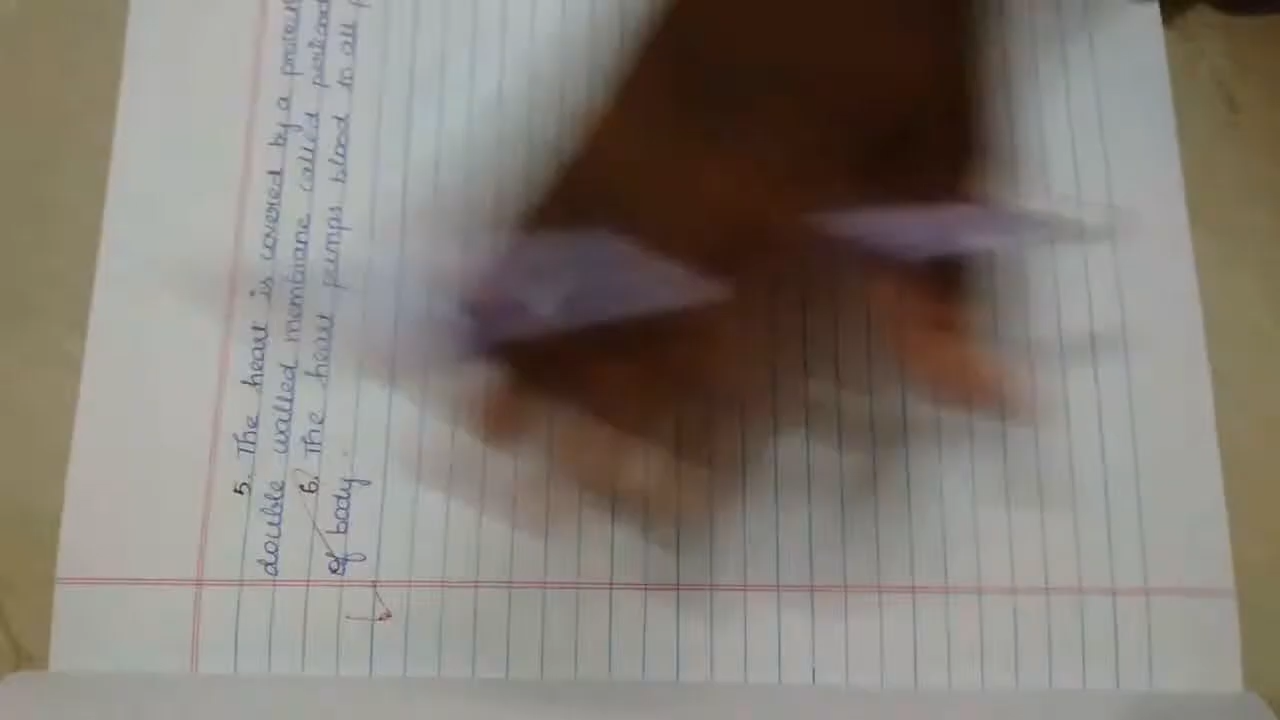 5. The heart is covered by a
double walled membrane called
6. The heart pumps blood to all
of body.